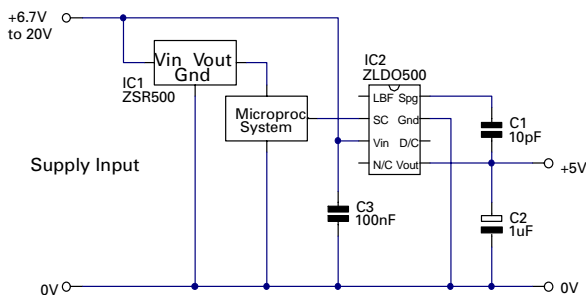 +6.7V
to 20V
Vin Vout
Gnd
IC1
ZSR500
Microproc
System
IC2
ZLDO500
LBF Spg
SC Gnd
Vin D/C
N/C Vout
C1
10pF
Supply Input
+5V
C3
100nF
C2
1uF
0V
0V